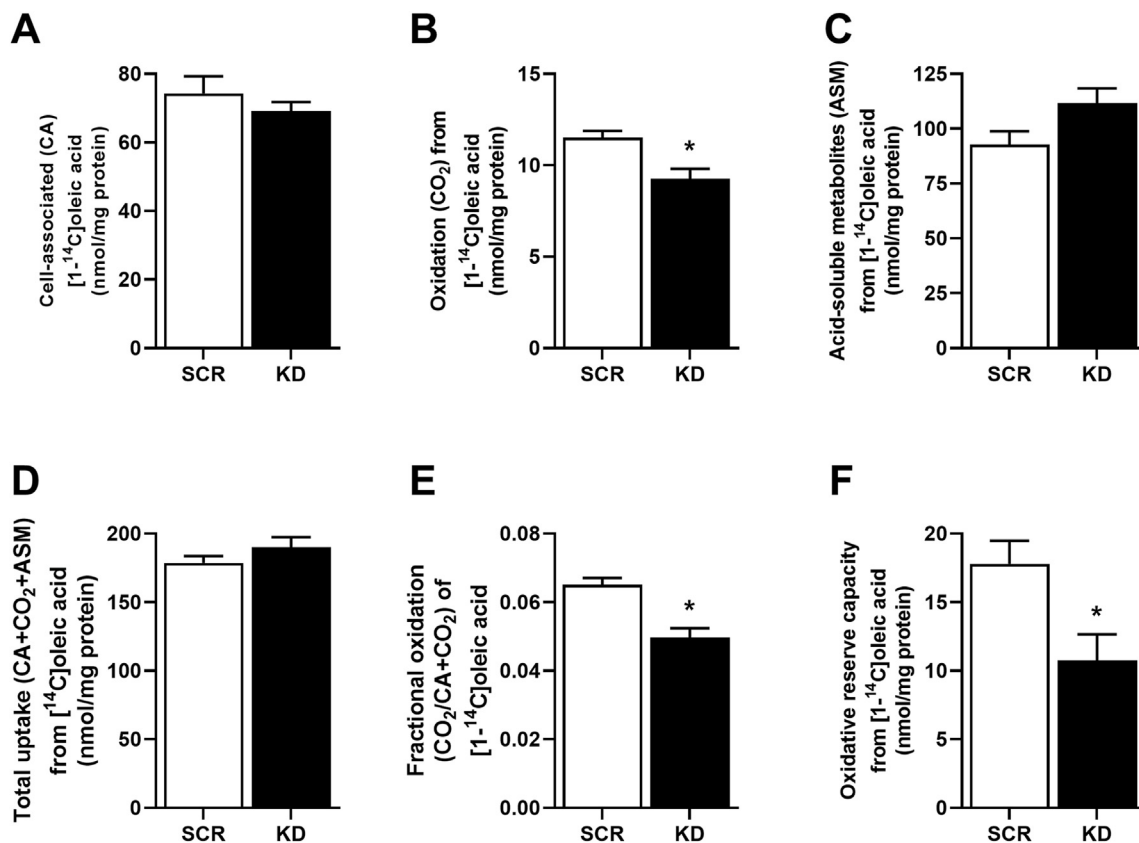 A
Cell-associated (CA)
[1-¹⁴C]oleic acid
(nmol/mg protein)
80
60
40
20
0
SCR KD
B
Oxidation (CO₂) from
[1-¹⁴C]oleic acid
(nmol/mg protein)
15
10
5
0
*
SCR KD
C
Acid-soluble metabolites (ASM)
from [1-¹⁴C]oleic acid
(nmol/mg protein)
125
100
75
50
25
0
SCR KD
D
Total uptake (CA+CO₂+ASM)
from [¹⁴C]oleic acid
(nmol/mg protein)
200
150
100
50
0
SCR KD
E
Fractional oxidation
(CO₂/CA+CO₂) of
[1-¹⁴C]oleic acid
0.08
0.06
0.04
0.02
0.00
*
SCR KD
F
Oxidative reserve capacity
from [1-¹⁴C]oleic acid
(nmol/mg protein)
20
15
10
5
0
*
SCR KD